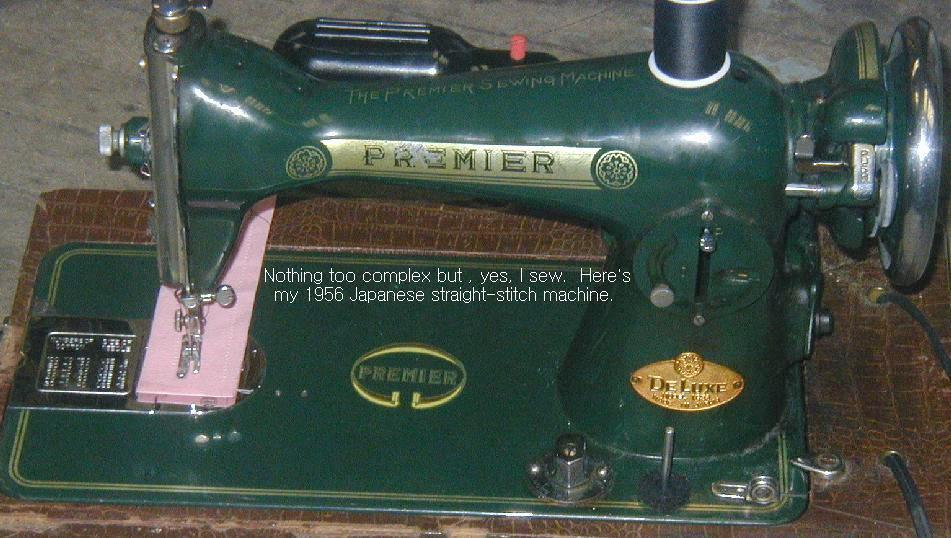 THE PREMIER SEWING MACHINE
PREMIER
Nothing too complex but , yes, I sew. Here's
my 1956 Japanese straight-stitch machine.
PREMIER
DELUXE